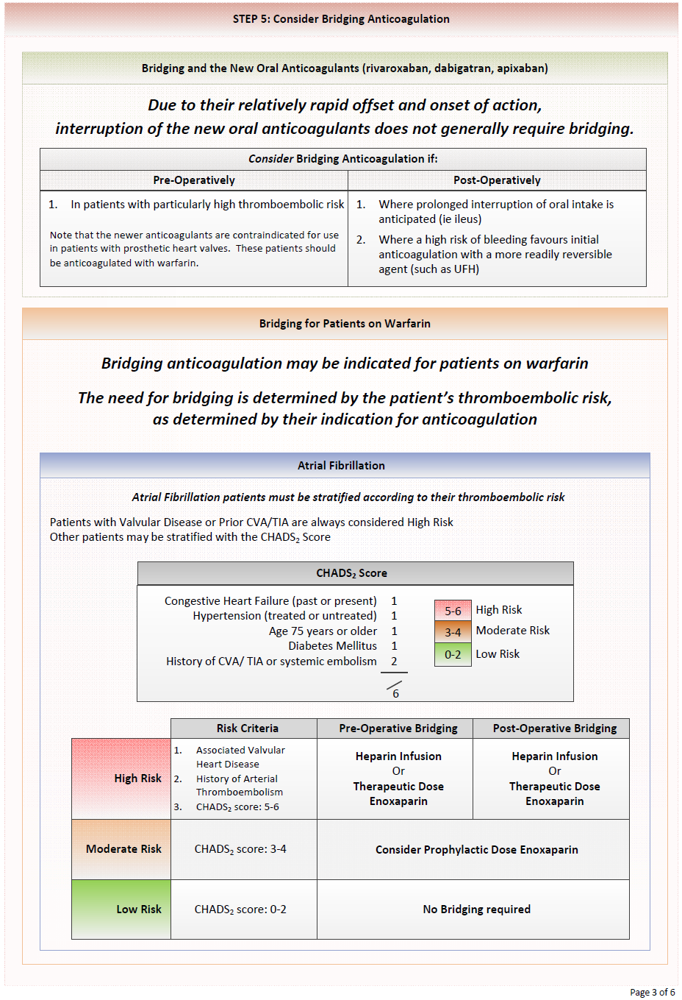 STEP 5: Consider Bridging Anticoagulation
Bridging and the New Oral Anticoagulants (rivaroxaban, dabigatran, apixaban)
Due to their relatively rapid offset and onset of action,
interruption of the new oral anticoagulants does not generally require bridging.
Consider Bridging Anticoagulation if:
Pre-Operatively
Post-Operatively
1. In patients with particularly high thromboembolic risk
Note that the newer anticoagulants are contraindicated for use
in patients with prosthetic heart valves. These patients should
be anticoagulated with warfarin.
1. Where prolonged interruption of oral intake is
anticipated (ie ileus)
2. Where a high risk of bleeding favours initial
anticoagulation with a more readily reversible
agent (such as UFH)
Bridging for Patients on Warfarin
Bridging anticoagulation may be indicated for patients on warfarin
The need for bridging is determined by the patient's thromboembolic risk,
as determined by their indication for anticoagulation
Atrial Fibrillation
Atrial Fibrillation patients must be stratified according to their thromboembolic risk
Patients with Valvular Disease or Prior CVA/TIA are always considered High Risk
Other patients may be stratified with the CHADS₂ Score
CHADS₂ Score
Congestive Heart Failure (past or present) 1
Hypertension (treated or untreated) 1
Age 75 years or older 1
Diabetes Mellitus 1
History of CVA/ TIA or systemic embolism 2
/6
5-6 High Risk
3-4 Moderate Risk
0-2 Low Risk
Risk Criteria
Pre-Operative Bridging
Post-Operative Bridging
High Risk
1. Associated Valvular
Heart Disease
2. History of Arterial
Thromboembolism
3. CHADS₂ score: 5-6
Heparin Infusion
Or
Therapeutic Dose
Enoxaparin
Heparin Infusion
Or
Therapeutic Dose
Enoxaparin
Moderate Risk
CHADS₂ score: 3-4
Consider Prophylactic Dose Enoxaparin
Low Risk
CHADS₂ score: 0-2
No Bridging required
Page 3 of 6